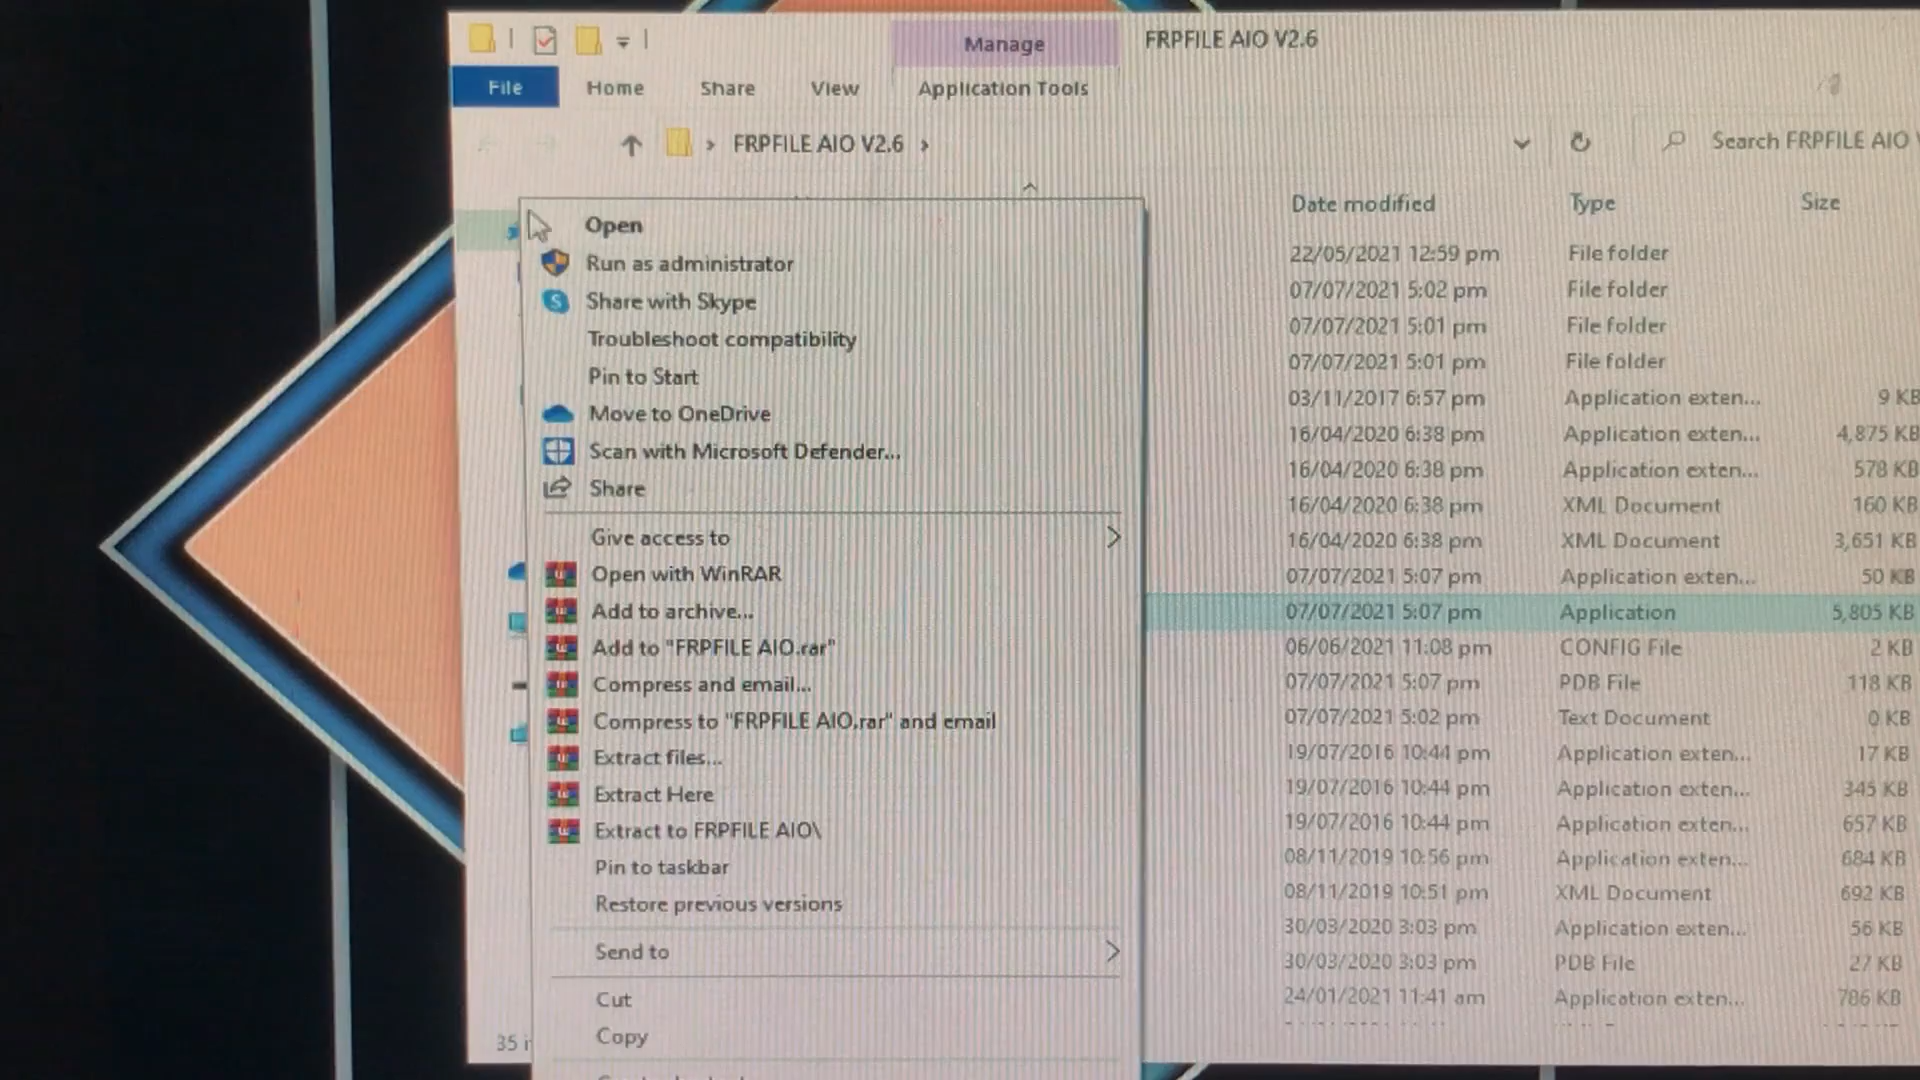 Manage
FRPFILE AIO V2.6
File
Home
Share
View
Application Tools
FRPFILE AIO V2.6
Search FRPFILE AIO
Date modified
Type
Size
Open
Run as administrator
Share with Skype
Troubleshoot compatibility
Pin to Start
Move to OneDrive
Scan with Microsoft Defender...
Share
Give access to
Open with WinRAR
Add to archive...
Add to "FRPFILE AIO.rar"
Compress and email...
Compress to "FRPFILE AIO.rar" and email
Extract files...
Extract Here
Extract to FRPFILE AIO\
Pin to taskbar
Restore previous versions
Send to
Cut
Copy
22/05/2021 12:59 pm File folder
07/07/2021 5:02 pm File folder
07/07/2021 5:01 pm File folder
07/07/2021 5:01 pm File folder
03/11/2017 6:57 pm Application exten... 9 KB
16/04/2020 6:38 pm Application exten... 4,875 KB
16/04/2020 6:38 pm Application exten... 578 KB
16/04/2020 6:38 pm XML Document 160 KB
16/04/2020 6:38 pm XML Document 3,651 KB
07/07/2021 5:07 pm Application exten... 50 KB
07/07/2021 5:07 pm Application 5,805 KB
06/06/2021 11:08 pm CONFIG File 2 KB
07/07/2021 5:07 pm PDB File 118 KB
07/07/2021 5:02 pm Text Document 0 KB
19/07/2016 10:44 pm Application exten... 17 KB
19/07/2016 10:44 pm Application exten... 345 KB
19/07/2016 10:44 pm Application exten... 657 KB
08/11/2019 10:56 pm Application exten... 684 KB
08/11/2019 10:51 pm XML Document 692 KB
30/03/2020 3:03 pm Application exten... 56 KB
30/03/2020 3:03 pm PDB File 27 KB
24/01/2021 11:41 am Application exten... 786 KB
35